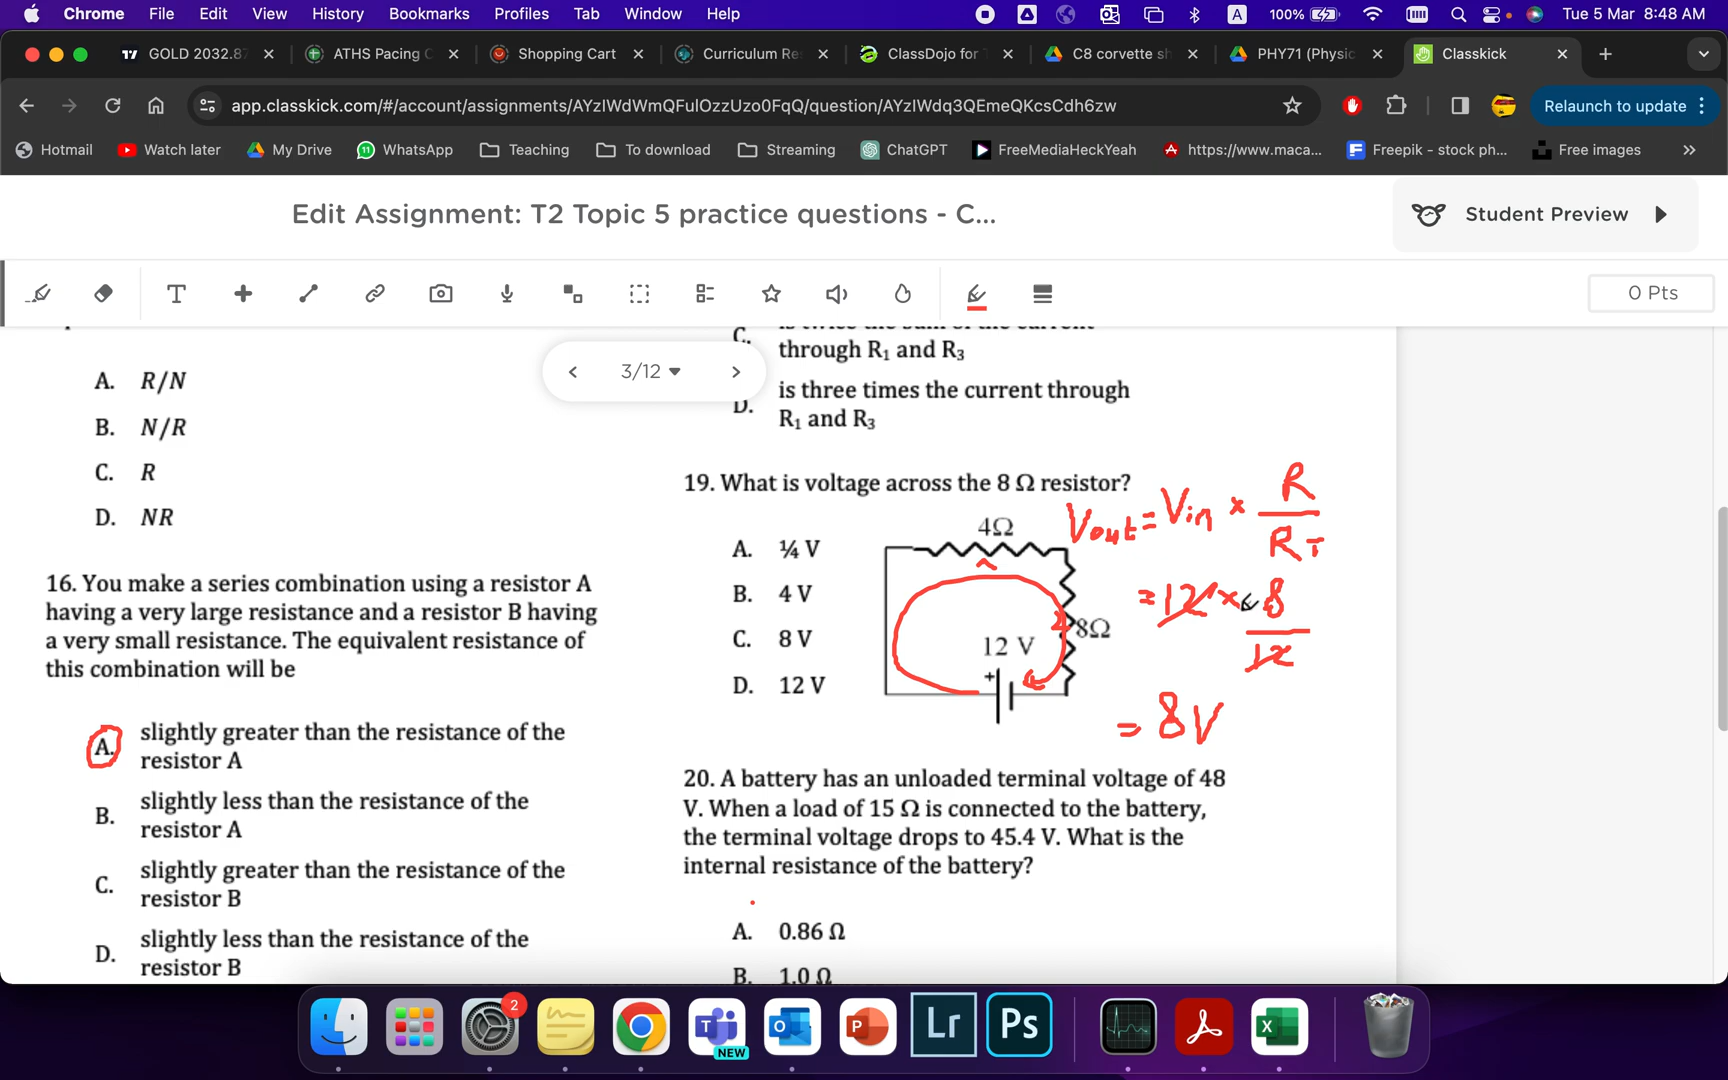 Chrome File Edit View History Bookmarks Profiles Tab Window Help A 100% Tue 5 Mar 8:48 AM
GOLD 2032.87 ATHS Pacing Shopping Cart Curriculum Re ClassDojo for C8 corvette sh PHY71 (Physic Classkick
app.classkick.com/#/account/assignments/AYzIWdWmQFulOzzUzo0FqQ/question/AYzIWdq3QEmeQKcsCdh6zw Relaunch to update
Hotmail Watch later My Drive WhatsApp Teaching To download Streaming ChatGPT FreeMediaHeckYeah https://www.maca... Freepik - stock ph... Free images »
Edit Assignment: T2 Topic 5 practice questions - C...
Student Preview
T
0 Pts
3/12
A. R/N
B. N/R
C. R
D. NR
16. You make a series combination using a resistor A
having a very large resistance and a resistor B having
a very small resistance. The equivalent resistance of
this combination will be
A. slightly greater than the resistance of the
resistor A
B. slightly less than the resistance of the
resistor A
C. slightly greater than the resistance of the
resistor B
D. slightly less than the resistance of the
resistor B
C. is twice the sum of the current
through R₁ and R₃
D. is three times the current through
R₁ and R₃
19. What is voltage across the 8 Ω resistor?
A. ¼ V
B. 4 V
C. 8 V
D. 12 V
4Ω
8Ω
12 V
+
Vout = Vin × R
RT
= 12 × 8
12
= 8V
20. A battery has an unloaded terminal voltage of 48
V. When a load of 15 Ω is connected to the battery,
the terminal voltage drops to 45.4 V. What is the
internal resistance of the battery?
A. 0.86 Ω
B. 1.0 Ω
2
T
NEW
O
P
Lr
Ps
X